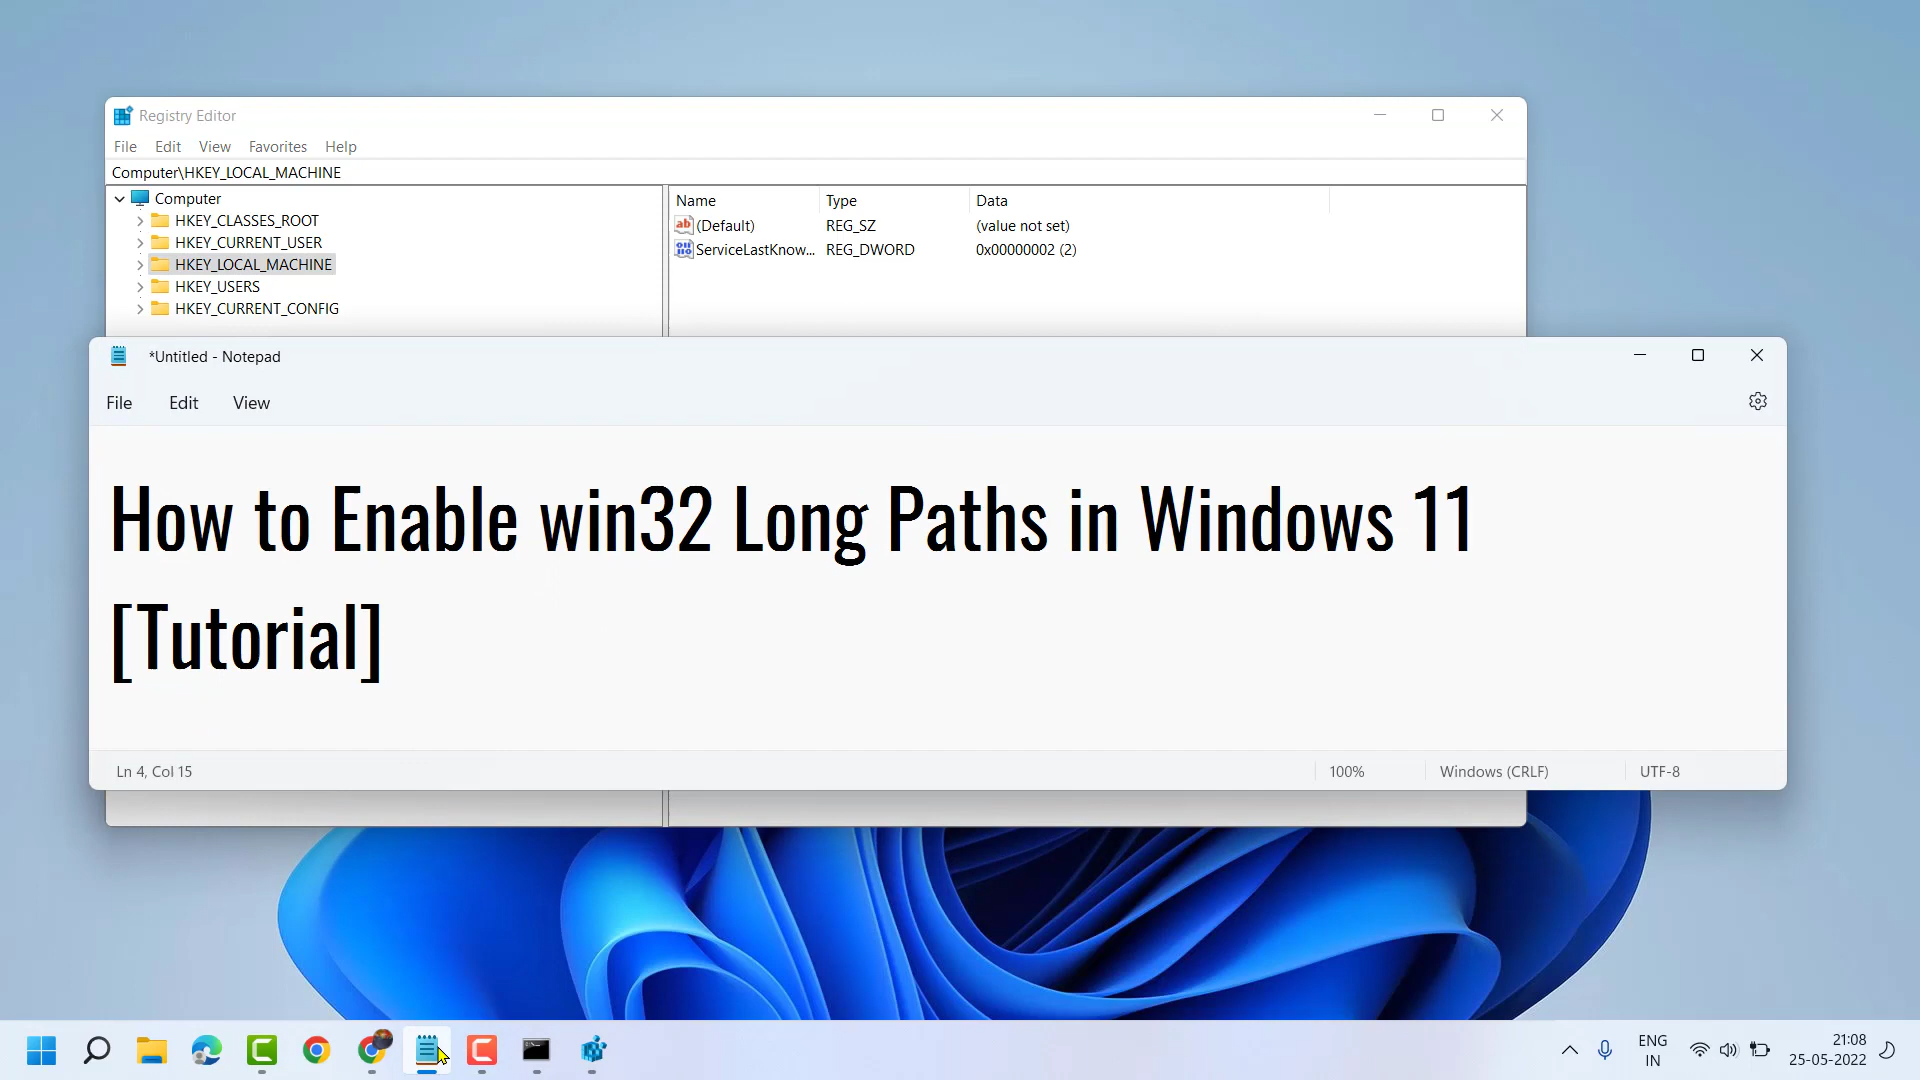 Registry Editor
File Edit View Favorites Help
Computer\HKEY_LOCAL_MACHINE
Computer
HKEY_CLASSES_ROOT
HKEY_CURRENT_USER
HKEY_LOCAL_MACHINE
HKEY_USERS
HKEY_CURRENT_CONFIG
Name Type Data
ab (Default) REG_SZ (value not set)
ServiceLastKnow... REG_DWORD 0x00000002 (2)
*Untitled - Notepad
File Edit View
How to Enable win32 Long Paths in Windows 11
[Tutorial]
Ln 4, Col 15 100% Windows (CRLF) UTF-8
ENG
IN
21:08
25-05-2022